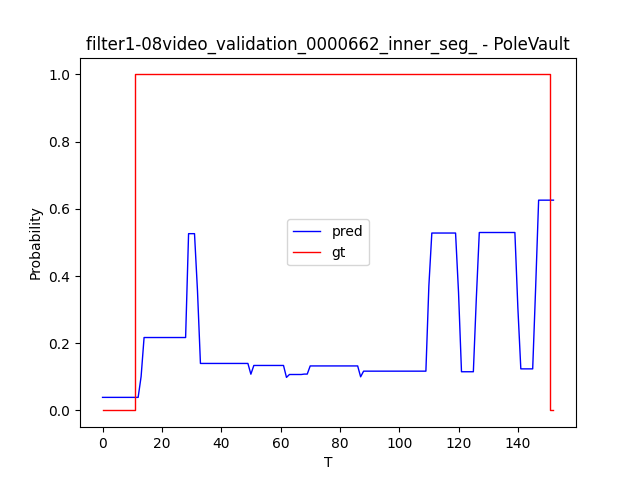 filter1-08video_validation_0000662_inner_seg_ - PoleVault
1.0
0.8
0.6
0.4
0.2
0.0
Probability
pred
gt
0 20 40 60 80 100 120 140
T